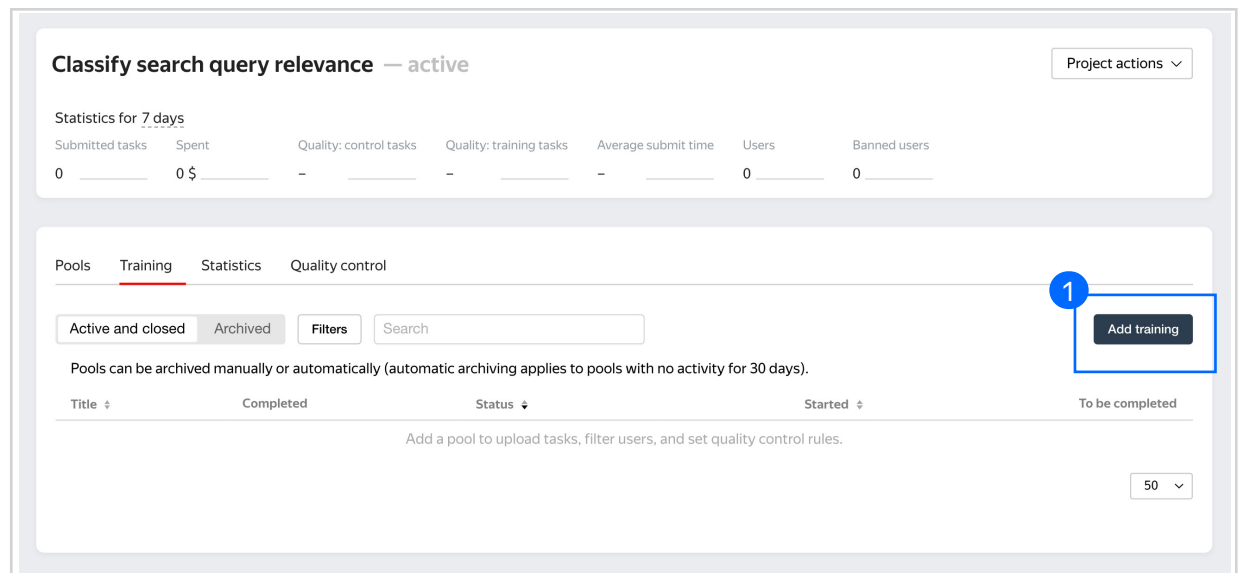 Classify search query relevance — active
Project actions
Statistics for 7 days
Submitted tasks Spent Quality: control tasks Quality: training tasks Average submit time Users Banned users
0 0 $ – – – 0 0
Pools Training Statistics Quality control
1
Active and closed Archived Filters Search Add training
Pools can be archived manually or automatically (automatic archiving applies to pools with no activity for 30 days).
Title Completed Status Started To be completed
Add a pool to upload tasks, filter users, and set quality control rules.
50